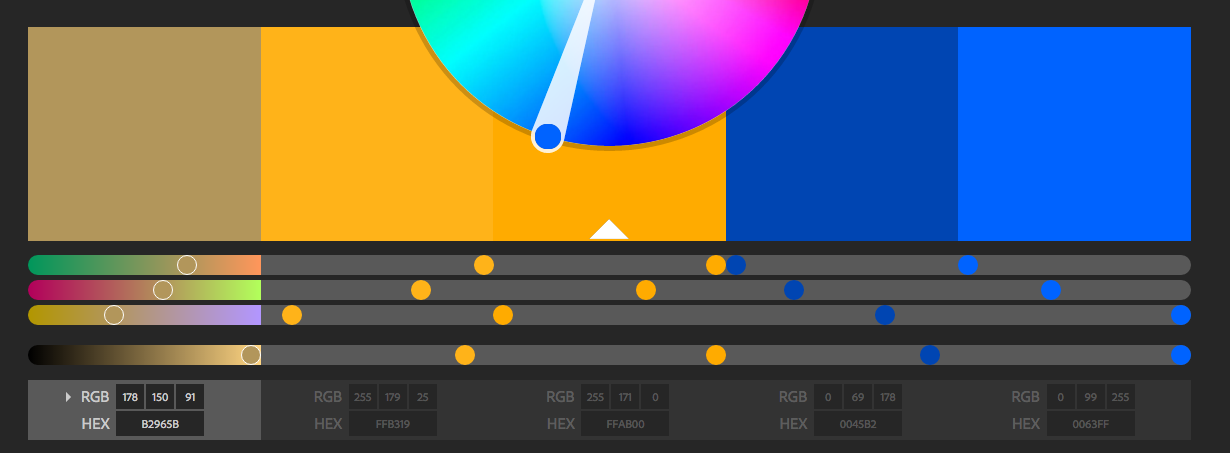 RGB 178 150 91
HEX B2965B
RGB 255 179 25
HEX FFB319
RGB 255 171 0
HEX FFAB00
RGB 0 69 178
HEX 0045B2
RGB 0 99 255
HEX 0063FF